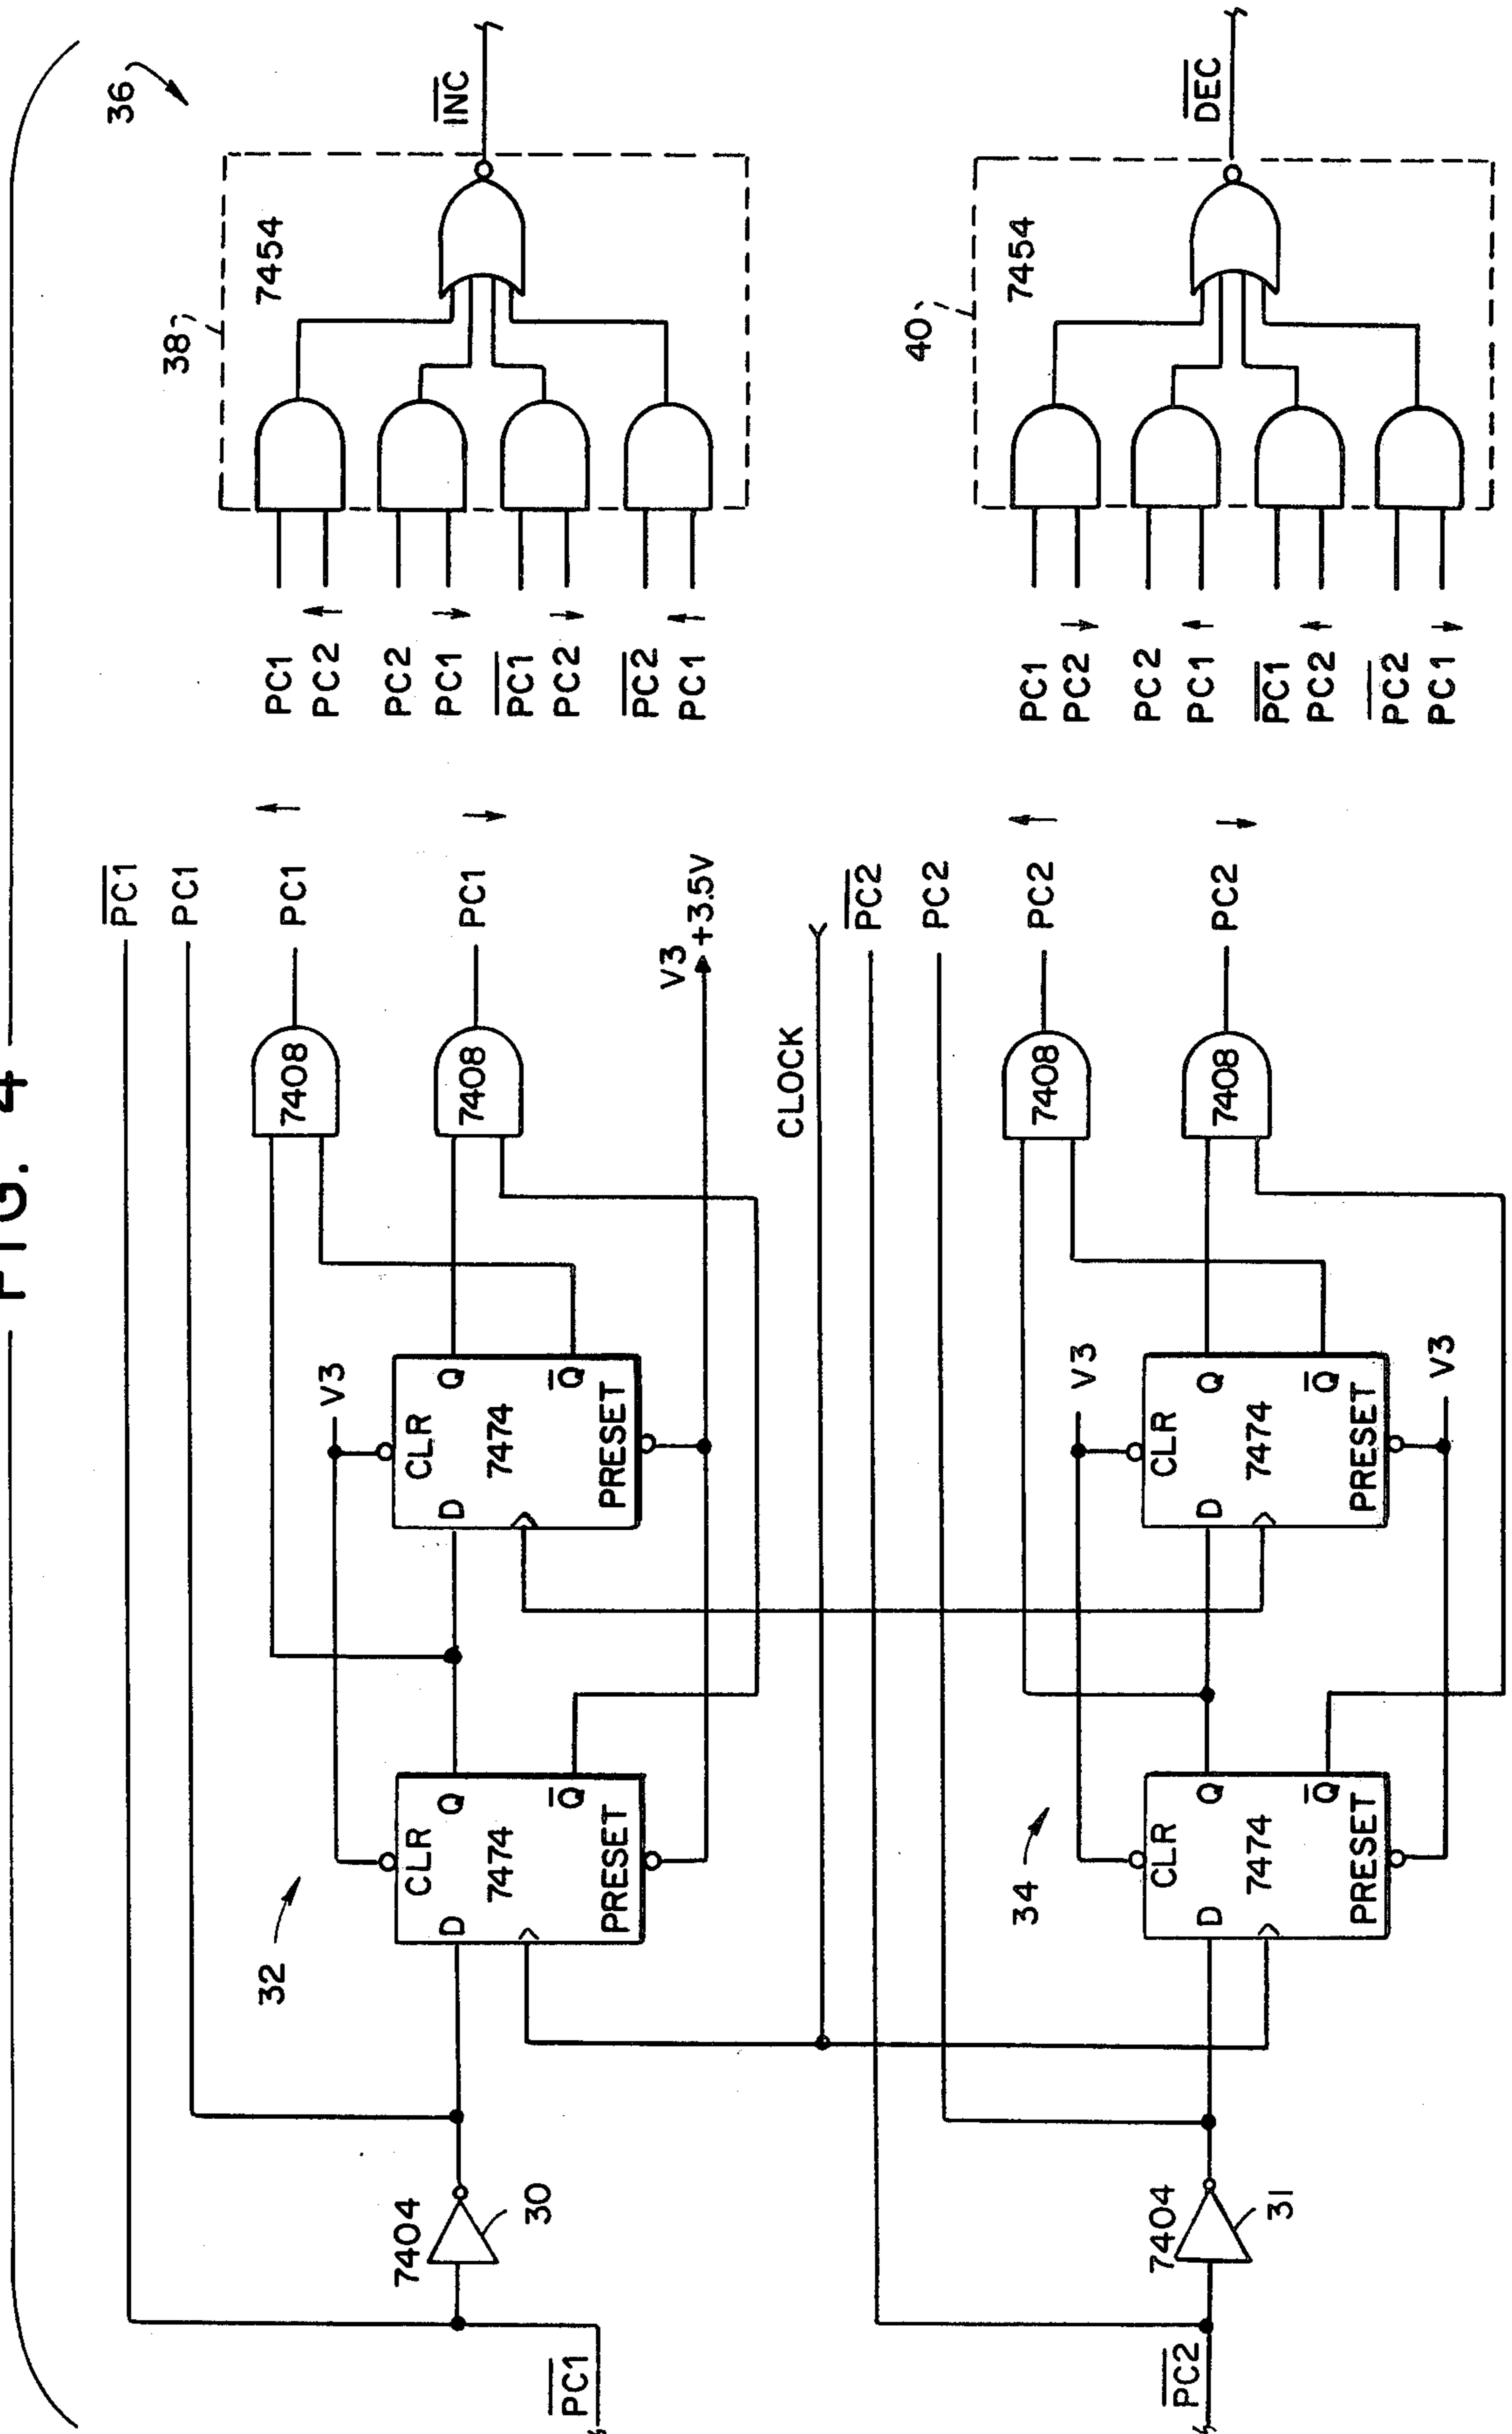 FIG. 4
36
38
7454
INC
PC1
PC2 ↑
PC2
PC1 ↓
PC1
PC2 ↓
PC2
PC1 ↑
40
7454
DEC
PC1
PC2 ↓
PC2
PC1 ↑
PC1
PC2 ↑
PC2
PC1 ↓
PC1
PC1
PC1 ↑
PC1 ↓
7408
7408
V3 +3.5V
CLOCK
PC2
PC2
PC2 ↑
PC2 ↓
7408
7408
32
V3
D
CLR
Q
7474
Q
PRESET
D
CLR
Q
7474
Q
PRESET
34
V3
D
CLR
Q
7474
Q
PRESET
D
CLR
Q
7474
Q
PRESET
V3
7404
30
PC1
7404
31
PC2